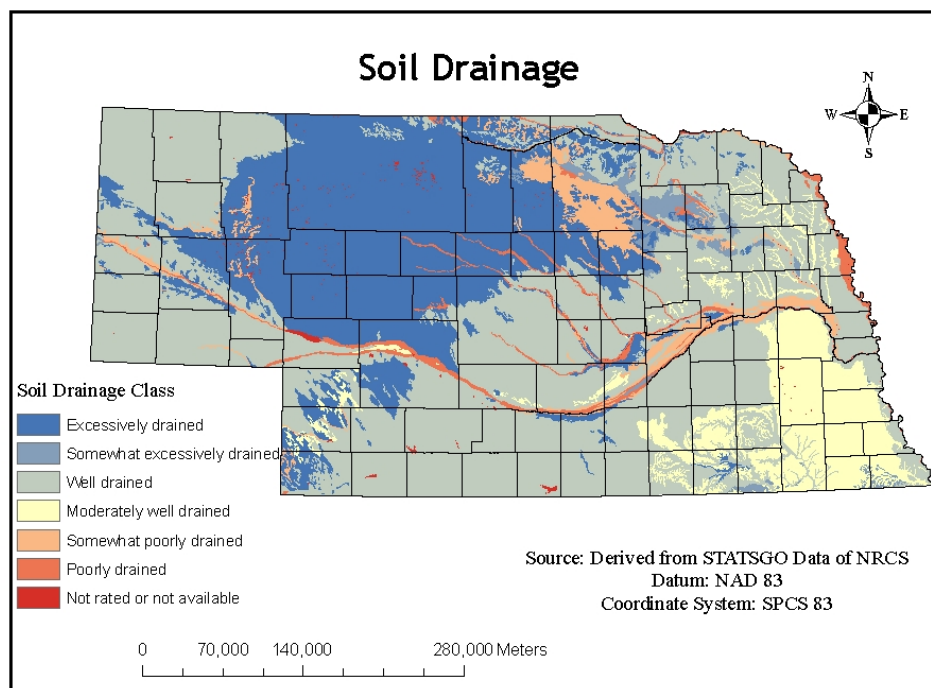 Soil Drainage
N
W E
S
Soil Drainage Class
Excessively drained
Somewhat excessively drained
Well drained
Moderately well drained
Somewhat poorly drained
Poorly drained
Not rated or not available
Source: Derived from STATSGO Data of NRCS
Datum: NAD 83
Coordinate System: SPCS 83
0 70,000 140,000 280,000 Meters